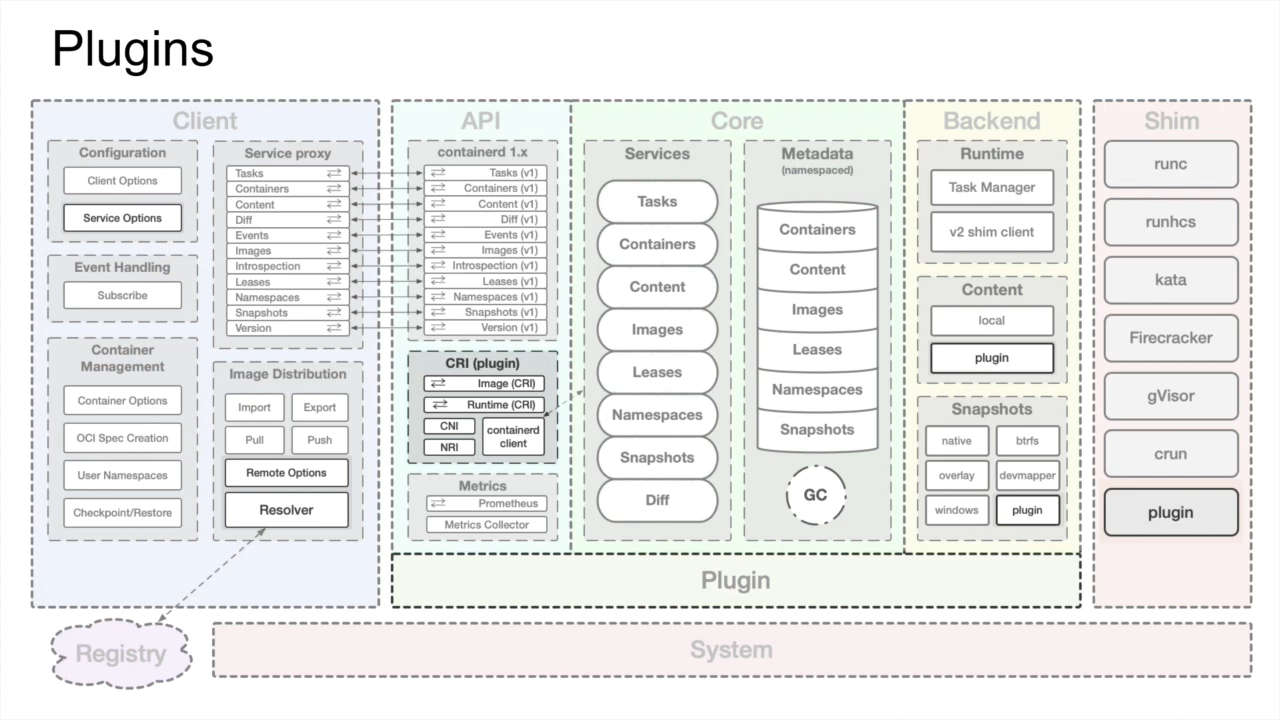 Plugins
Client
Configuration
Client Options
Service Options
Event Handling
Subscribe
Container
Management
Container Options
OCI Spec Creation
User Namespaces
Checkpoint/Restore
Service proxy
Tasks
Containers
Content
Diff
Events
Images
Introspection
Leases
Namespaces
Snapshots
Version
Image Distribution
Import
Export
Pull
Push
Remote Options
Resolver
API
containerd 1.x
Tasks (v1)
Containers (v1)
Content (v1)
Diff (v1)
Events (v1)
Images (v1)
Introspection (v1)
Leases (v1)
Namespaces (v1)
Snapshots (v1)
Version (v1)
CRI (plugin)
Image (CRI)
Runtime (CRI)
CNI
NRI
containerd
client
Metrics
Prometheus
Metrics Collector
Core
Services
Tasks
Containers
Content
Images
Leases
Namespaces
Snapshots
Diff
Metadata
(namespaced)
Containers
Content
Images
Leases
Namespaces
Snapshots
GC
Backend
Runtime
Task Manager
v2 shim client
Content
local
plugin
Snapshots
native
btrfs
overlay
devmapper
windows
plugin
Shim
runc
runhcs
kata
Firecracker
gVisor
crun
plugin
Plugin
Registry
System